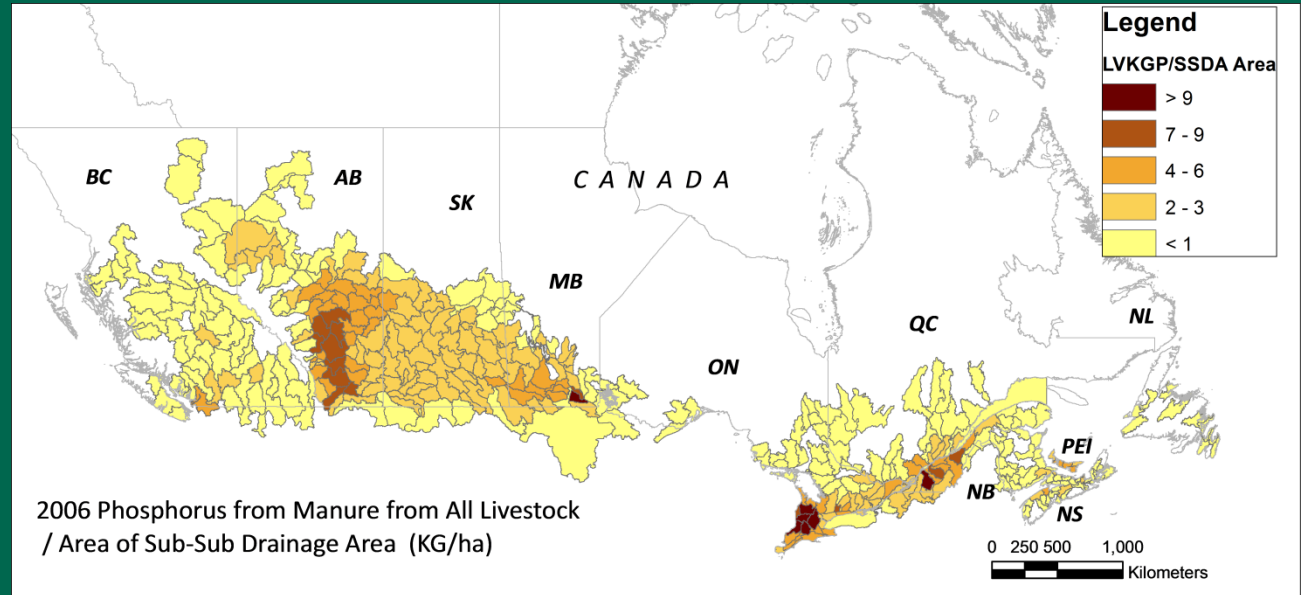 Legend
LVKGP/SSDA Area
> 9
7 - 9
4 - 6
2 - 3
< 1
BC
AB
SK
CANADA
MB
ON
QC
NL
PEI
NB
NS
2006 Phosphorus from Manure from All Livestock
/ Area of Sub-Sub Drainage Area (KG/ha)
0 250 500 1,000
Kilometers